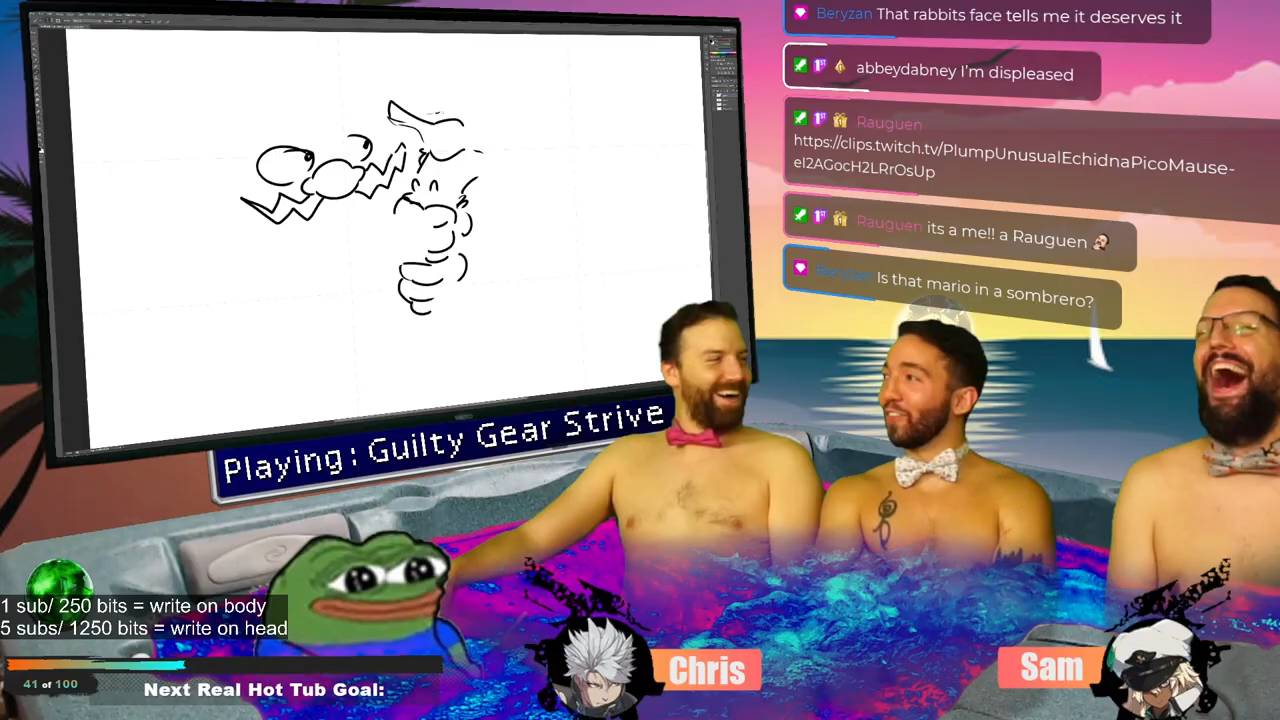 Beryzan That rabbits face tells me it deserves it
abbeydabney I'm displeased
Rauguen
https://clips.twitch.tv/PlumpUnusualEchidnaPicoMause-
eI2AGocH2LRrOsUp
Rauguen its a me!! a Rauguen
Beryzan Is that mario in a sombrero?
Playing: Guilty Gear Strive
1 sub/ 250 bits = write on body
5 subs/ 1250 bits = write on head
41 of 100
Next Real Hot Tub Goal:
Chris
Sam